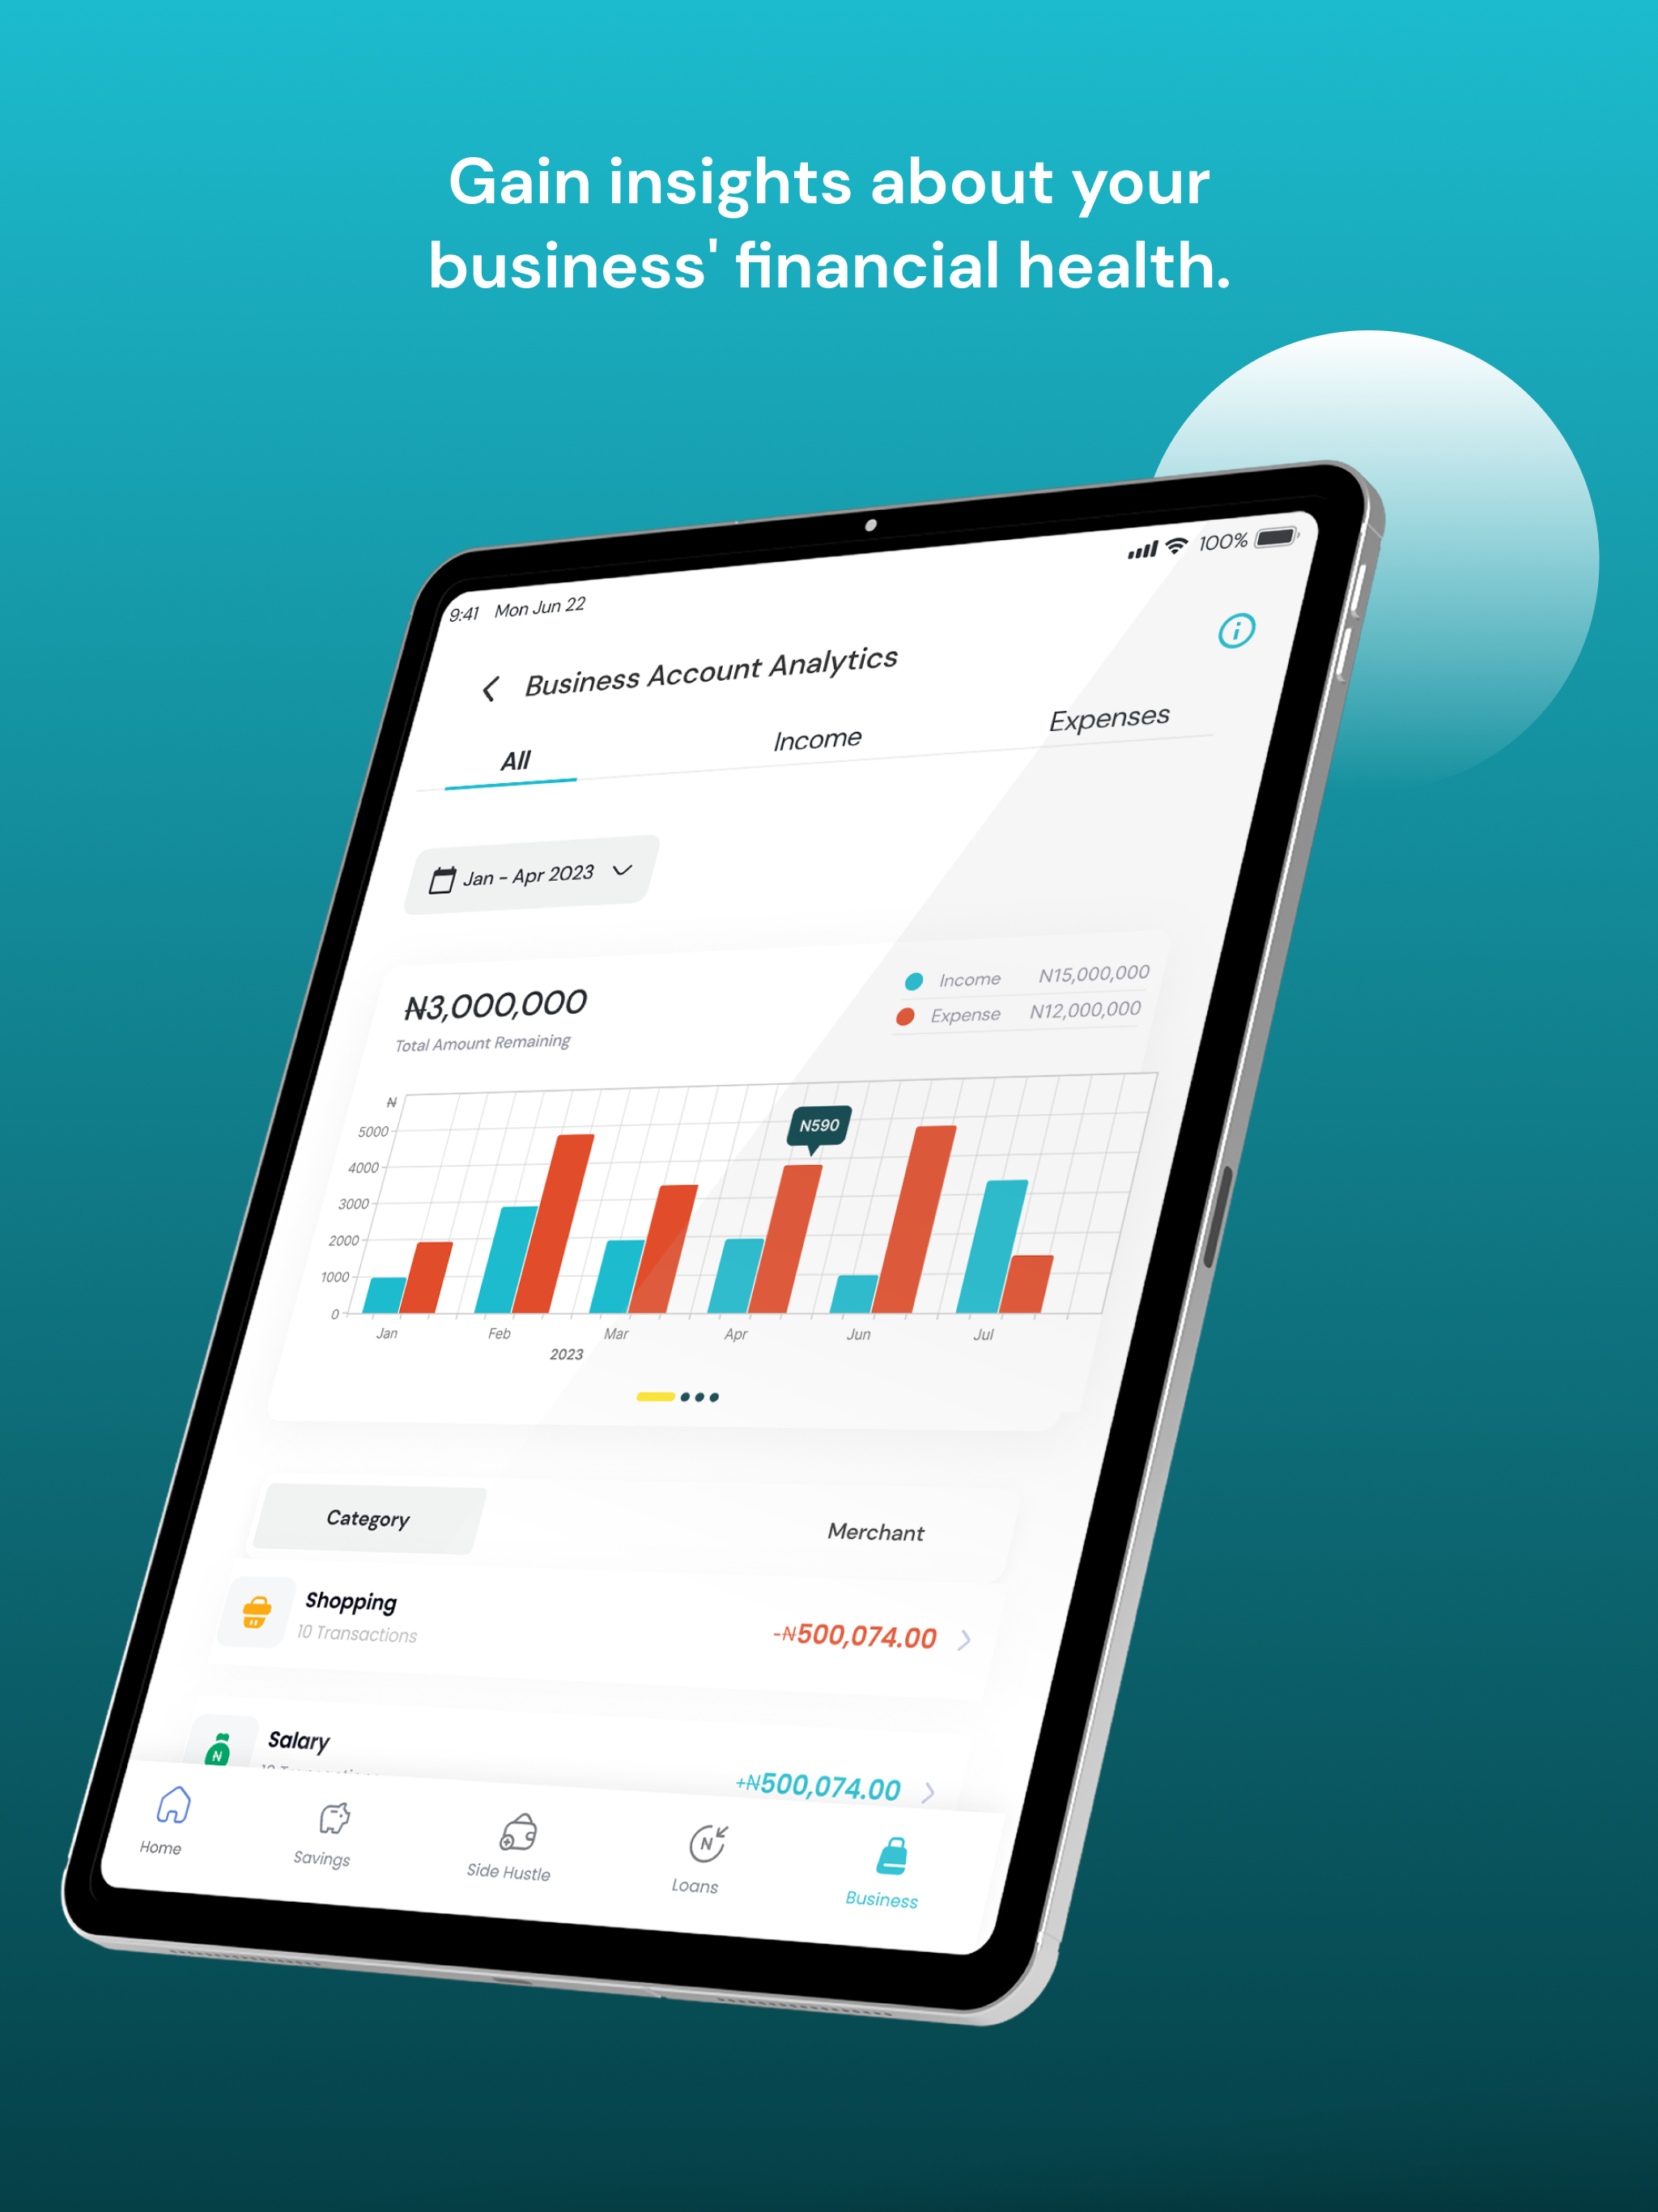 Gain insights about your
business' financial health.
9:41 Mon Jun 22
100%
Business Account Analytics
All Income Expenses
Jan - Apr 2023
₦3,000,000
Total Amount Remaining
Income N15,000,000
Expense N12,000,000
₦
5000
4000
3000
2000
1000
0
N590
Jan Feb Mar Apr Jun Jul
2023
Category Merchant
Shopping
10 Transactions
-₦500,074.00
Salary
+₦500,074.00
Home Savings Side Hustle Loans Business